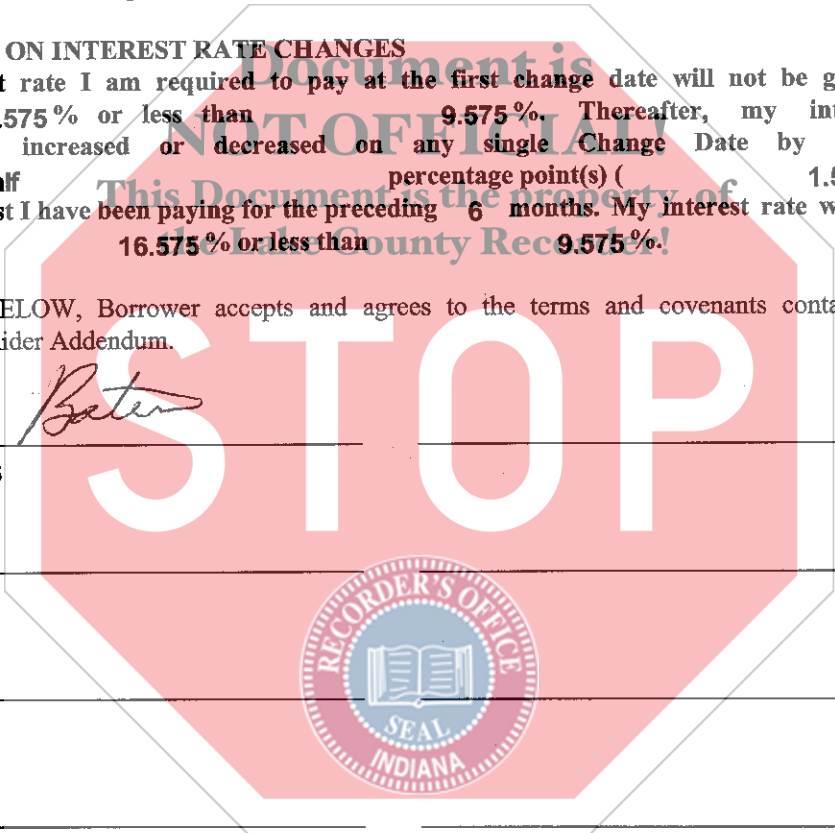 ON INTEREST RATE CHANGES
t rate I am required to pay at the first change date will not be g
.575 % or less than 9.575 %. Thereafter, my int
increased or decreased on any single Change Date by
alf percentage point(s) ( 1.5
st I have been paying for the preceding 6 months. My interest rate w
16.575 % or less than 9.575 %.
Document is
NOT OFFICIAL!
This Document is the property of
the Lake County Recorder!
ELOW, Borrower accepts and agrees to the terms and covenants conta
ider Addendum.
Bates
STOP
RECORDER'S OFFICE
SEAL
INDIANA